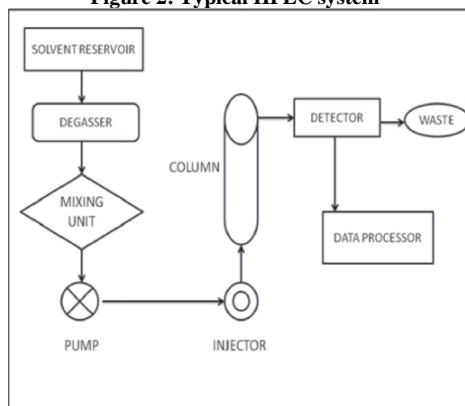 Figure 2: Typical HPLC system
SOLVENT RESERVOIR
DEGASSER
MIXING
UNIT
PUMP
INJECTOR
COLUMN
DETECTOR
WASTE
DATA PROCESSOR